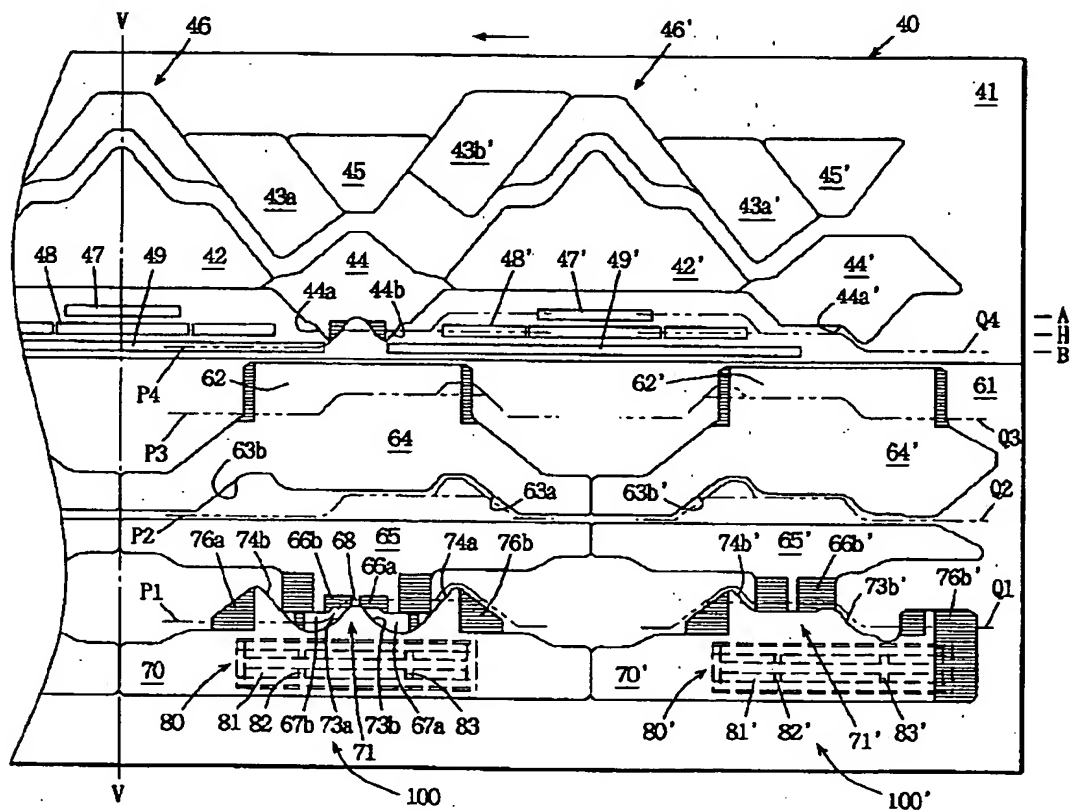 V 46 46' 40
41
43b'
45 45'
43a 43a'
48 47 49 42 44 48' 47' 49' 42' 44'
44a 44b 44a'
A
Q4 H
B
P4 62 62' 61
P3 64 64' Q3
63b
63a 63b' Q2
P2 76a 74b 66b 68 65 66a 74a 76b 74b' 65' 66b' 73b' 76b'
P1 Q1
70 70'
80 81 82 67b 73a 73b 67a 83 80' 81' 82' 83'
71 71'
V 100 100'